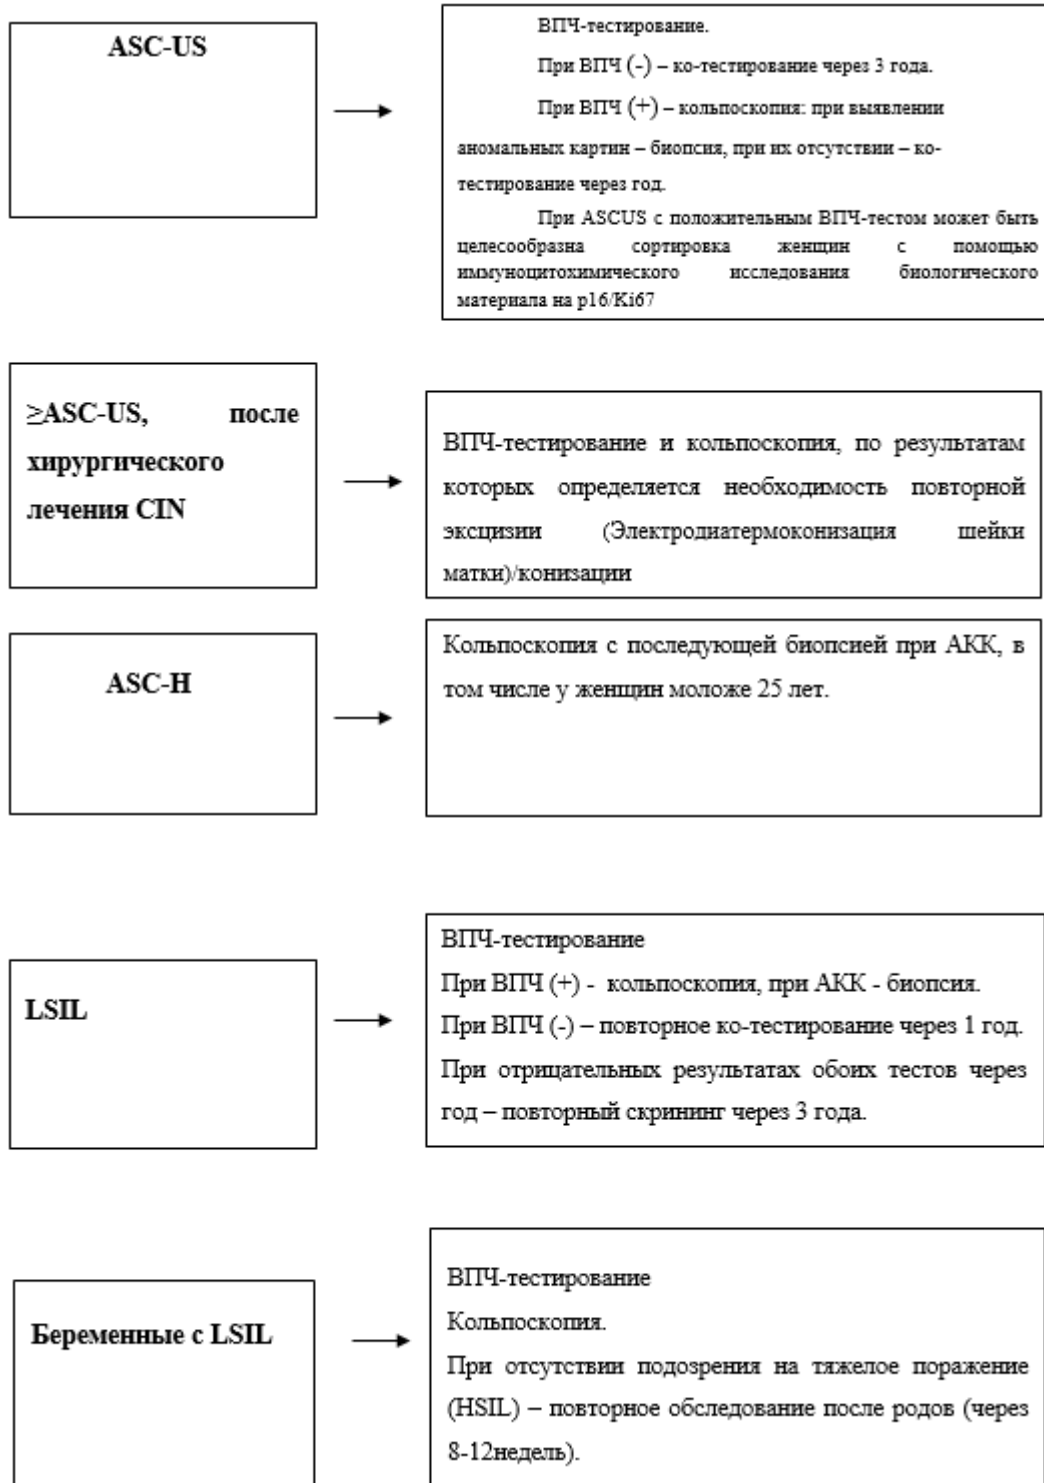 ASC-US
ВПЧ-тестирование.
При ВПЧ (-) – ко-тестирование через 3 года.
При ВПЧ (+) – кольпоскопия: при выявлении
аномальных картин – биопсия, при их отсутствии – ко-
тестирование через год.
При ASCUS с положительным ВПЧ-тестом может быть
целесообразна сортировка женщин с помощью
иммуноцитохимического исследования биологического
материала на p16/Ki67
≥ASC-US, после
хирургического
лечения CIN
ВПЧ-тестирование и кольпоскопия, по результатам
которых определяется необходимость повторной
эксцизии (Электродиатермоконизация шейки
матки)/конизации
ASC-H
Кольпоскопия с последующей биопсией при АКК, в
том числе у женщин моложе 25 лет.
LSIL
ВПЧ-тестирование
При ВПЧ (+) - кольпоскопия, при АКК - биопсия.
При ВПЧ (-) – повторное ко-тестирование через 1 год.
При отрицательных результатах обоих тестов через
год – повторный скрининг через 3 года.
Беременные с LSIL
ВПЧ-тестирование
Кольпоскопия.
При отсутствии подозрения на тяжелое поражение
(HSIL) – повторное обследование после родов (через
8-12недель).